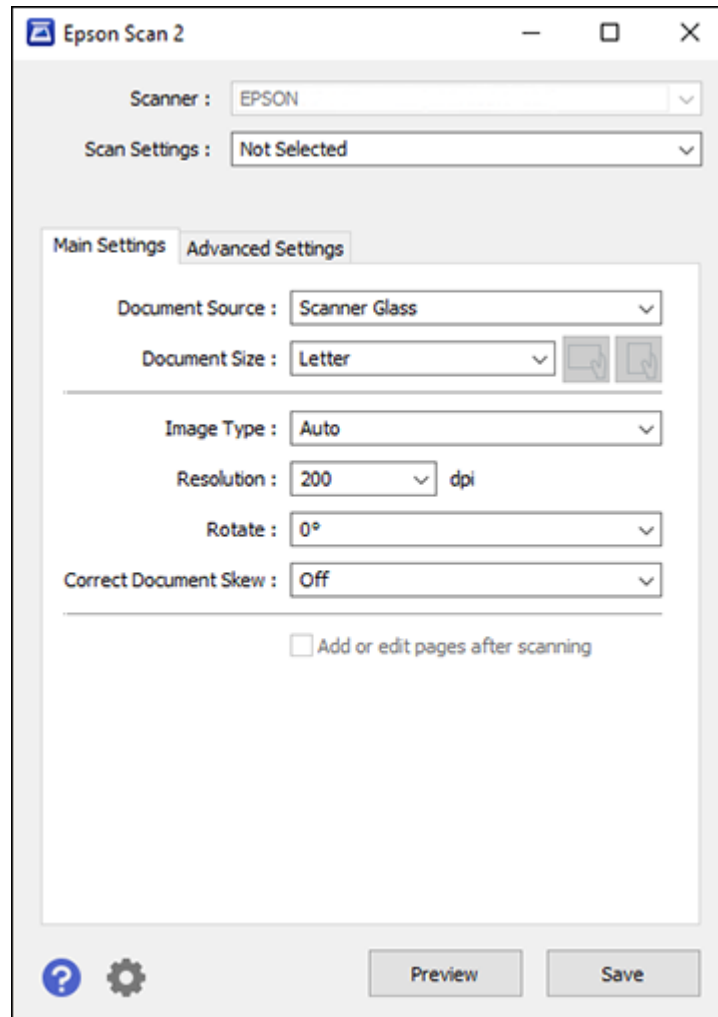 Epson Scan 2
Scanner : EPSON
Scan Settings : Not Selected
Main Settings Advanced Settings
Document Source : Scanner Glass
Document Size : Letter
Image Type : Auto
Resolution : 200 dpi
Rotate : 0°
Correct Document Skew : Off
Add or edit pages after scanning
? Preview Save